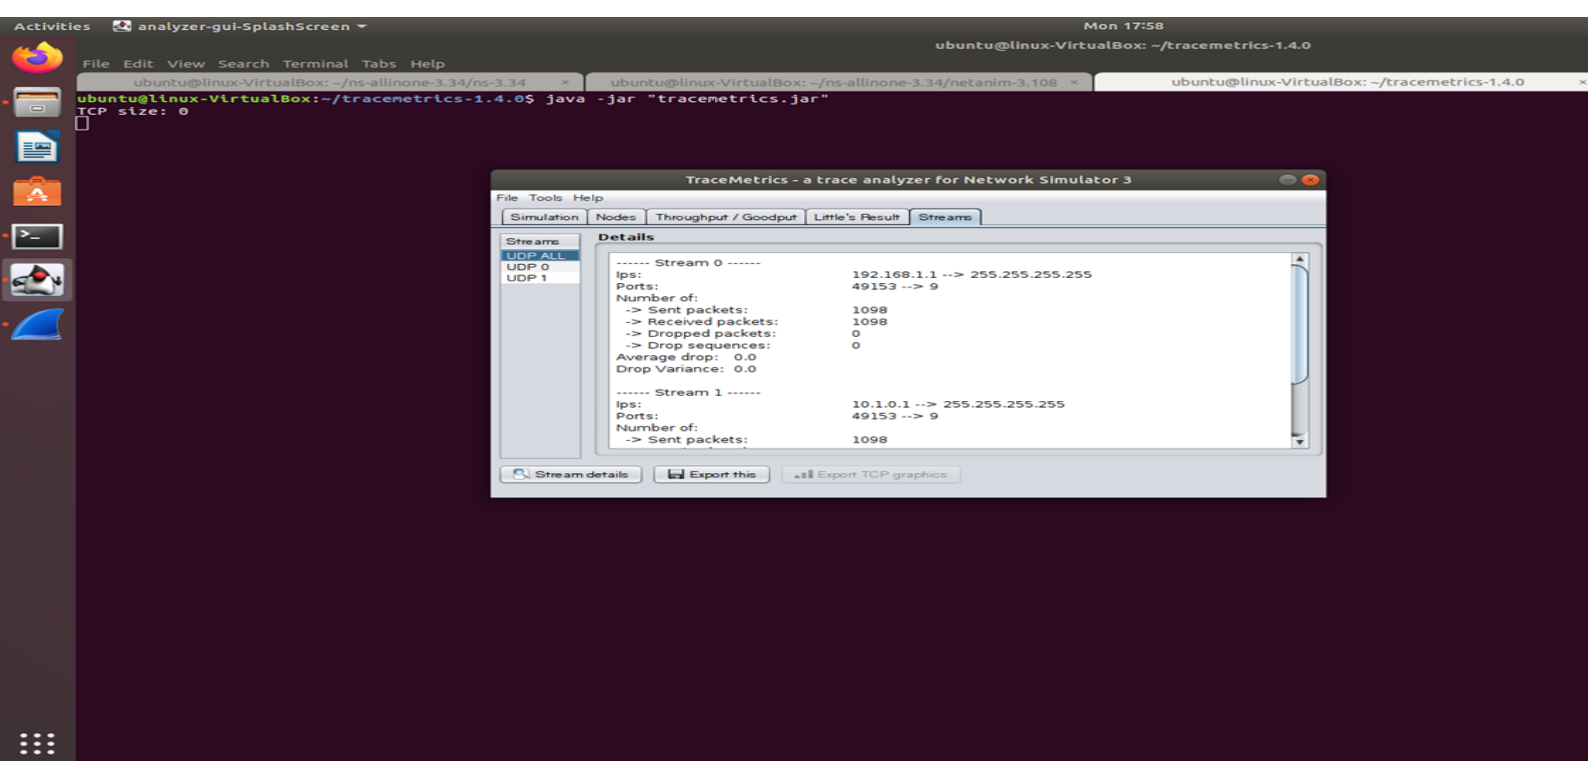 Activities analyzer-gui-SplashScreen Mon 17:58
ubuntu@linux-VirtualBox: ~/tracemetrics-1.4.0
File Edit View Search Terminal Tabs Help
ubuntu@linux-VirtualBox: ~/ns-allinone-3.34/ns-3.34 × ubuntu@linux-VirtualBox: ~/ns-allinone-3.34/netanim-3.108 × ubuntu@linux-VirtualBox: ~/tracemetrics-1.4.0 ×
ubuntu@linux-VirtualBox:~/tracemetrics-1.4.0$ java -jar "tracemetrics.jar"
TCP size: 0
TraceMetrics - a trace analyzer for Network Simulator 3
File Tools Help
Simulation Nodes Throughput / Goodput Little's Result Streams
Streams
UDP ALL
UDP 0
UDP 1
Details
------ Stream 0 ------
Ips: 192.168.1.1 --> 255.255.255.255
Ports: 49153 --> 9
Number of:
-> Sent packets: 1098
-> Received packets: 1098
-> Dropped packets: 0
-> Drop sequences: 0
Average drop: 0.0
Drop Variance: 0.0
------ Stream 1 ------
Ips: 10.1.0.1 --> 255.255.255.255
Ports: 49153 --> 9
Number of:
-> Sent packets: 1098
Stream details Export this Export TCP graphics